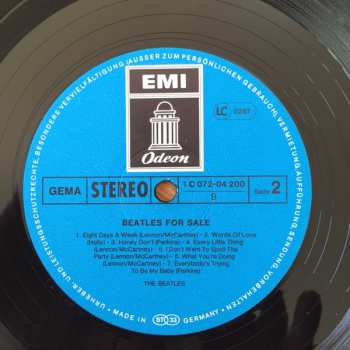 URHEBER- UND LEISTUNGSSCHUTZRECHTE, BESONDERS VERVIELFÄLTIGUNG (AUSSER ZUM PERSÖNLICHEN GEBRAUCH), VERMIETUNG, AUFFÜHRUNG, SENDUNG, VORBEHALTEN
EMI
LC 0287
Odeon
GEMA STEREO 1 C 072-04 200 Seite 2
B
BEATLES FOR SALE
1. Eight Days A Week (Lennon/McCartney) - 2. Words Of Love
(Holly) - 3. Honey Don't (Perkins) - 4. Every Little Thing
(Lennon/McCartney) - 5. I Don't Want To Spoil The
Party (Lennon/McCartney) - 6. What You're Doing
(Lennon/McCartney) - 7. Everybody's Trying
To Be My Baby (Perkins)
THE BEATLES
MADE IN ST 33 GERMANY